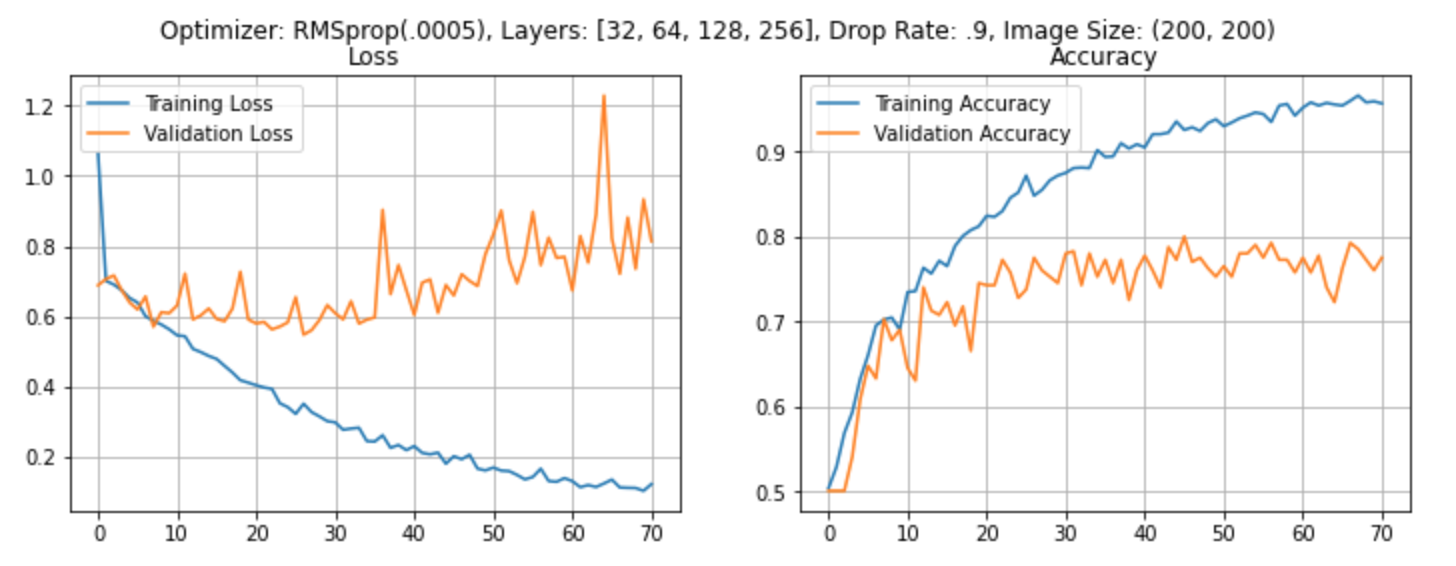 Optimizer: RMSprop(.0005), Layers: [32, 64, 128, 256], Drop Rate: .9, Image Size: (200, 200)
Loss
Training Loss
Validation Loss
1.2
1.0
0.8
0.6
0.4
0.2
0 10 20 30 40 50 60 70
Accuracy
Training Accuracy
Validation Accuracy
0.9
0.8
0.7
0.6
0.5
0 10 20 30 40 50 60 70